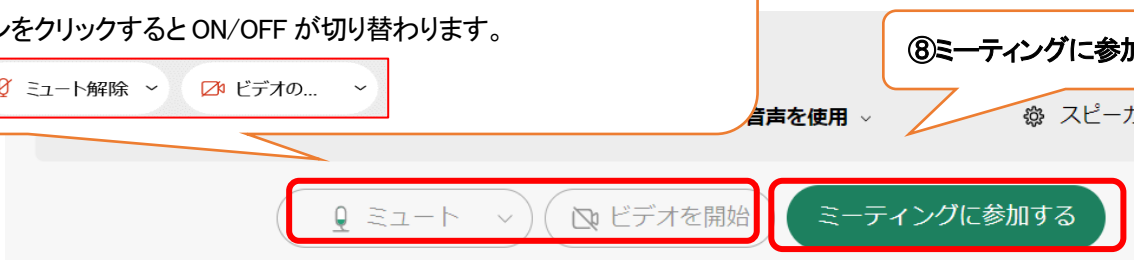 ンをクリックすると ON/OFF が切り替わります。
ミュート解除
ビデオの...
⑧ミーティングに参加
音声を使用
スピーカ
ミュート
ビデオを開始
ミーティングに参加する